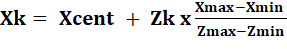 Xk = Xcent + Zk x (Xmax−Xmin)/(Zmax−Zmin)